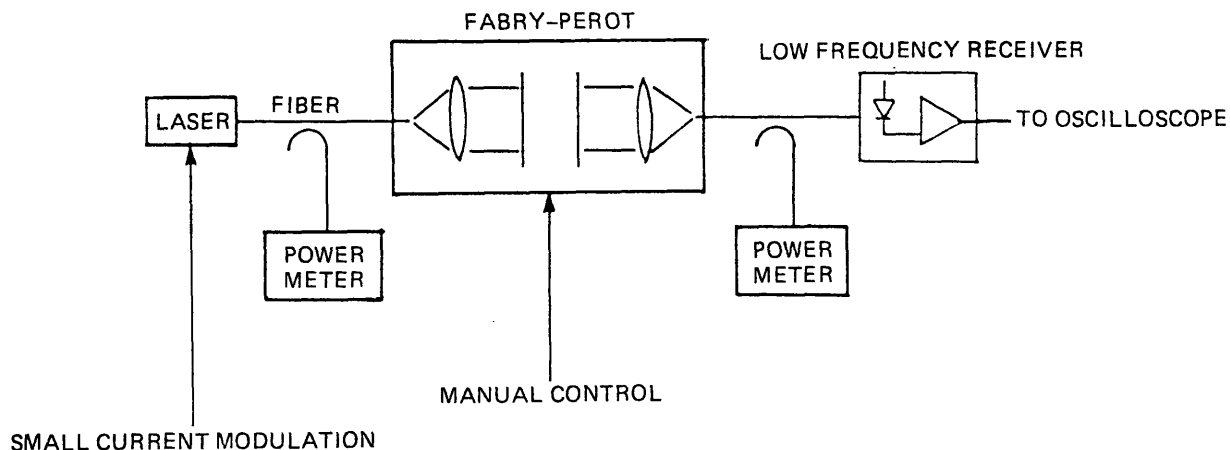 FABRY-PEROT
LOW FREQUENCY RECEIVER
LASER
FIBER
TO OSCILLOSCOPE
POWER
METER
POWER
METER
MANUAL CONTROL
SMALL CURRENT MODULATION